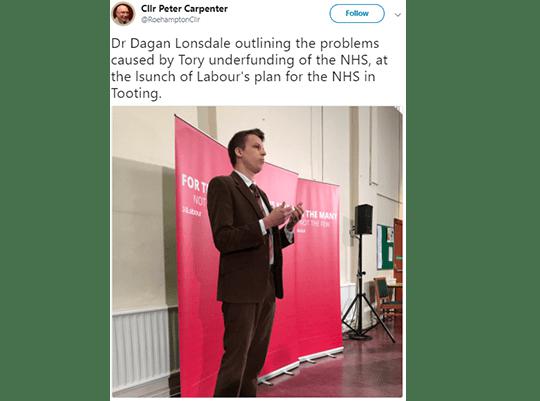 Cllr Peter Carpenter
@RoehamptonCllr
Follow
Dr Dagan Lonsdale outlining the problems
caused by Tory underfunding of the NHS, at
the lsunch of Labour's plan for the NHS in
Tooting.
FOR T
NOT
THE MANY
NOT THE FEW